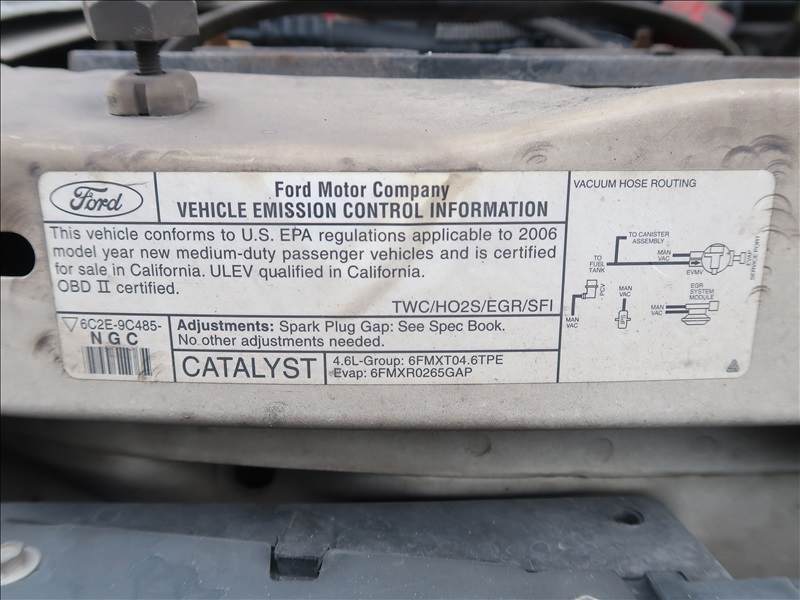 Ford
Ford Motor Company
VEHICLE EMISSION CONTROL INFORMATION
This vehicle conforms to U.S. EPA regulations applicable to 2006
model year new medium-duty passenger vehicles and is certified
for sale in California. ULEV qualified in California.
OBD II certified.
TWC/HO2S/EGR/SFI
6C2E-9C485-
NGC
Adjustments: Spark Plug Gap: See Spec Book.
No other adjustments needed.
CATALYST
4.6L-Group: 6FMXT04.6TPE
Evap: 6FMXR0265GAP
VACUUM HOSE ROUTING
TO CANISTER
ASSEMBLY
TO
FUEL
TANK
MAN
VAC
EVMV
EVAP
SERVICE PORT
PCV
MAN
VAC
MAN
VAC
EGR
SYSTEM
MODULE
MAN
VAC